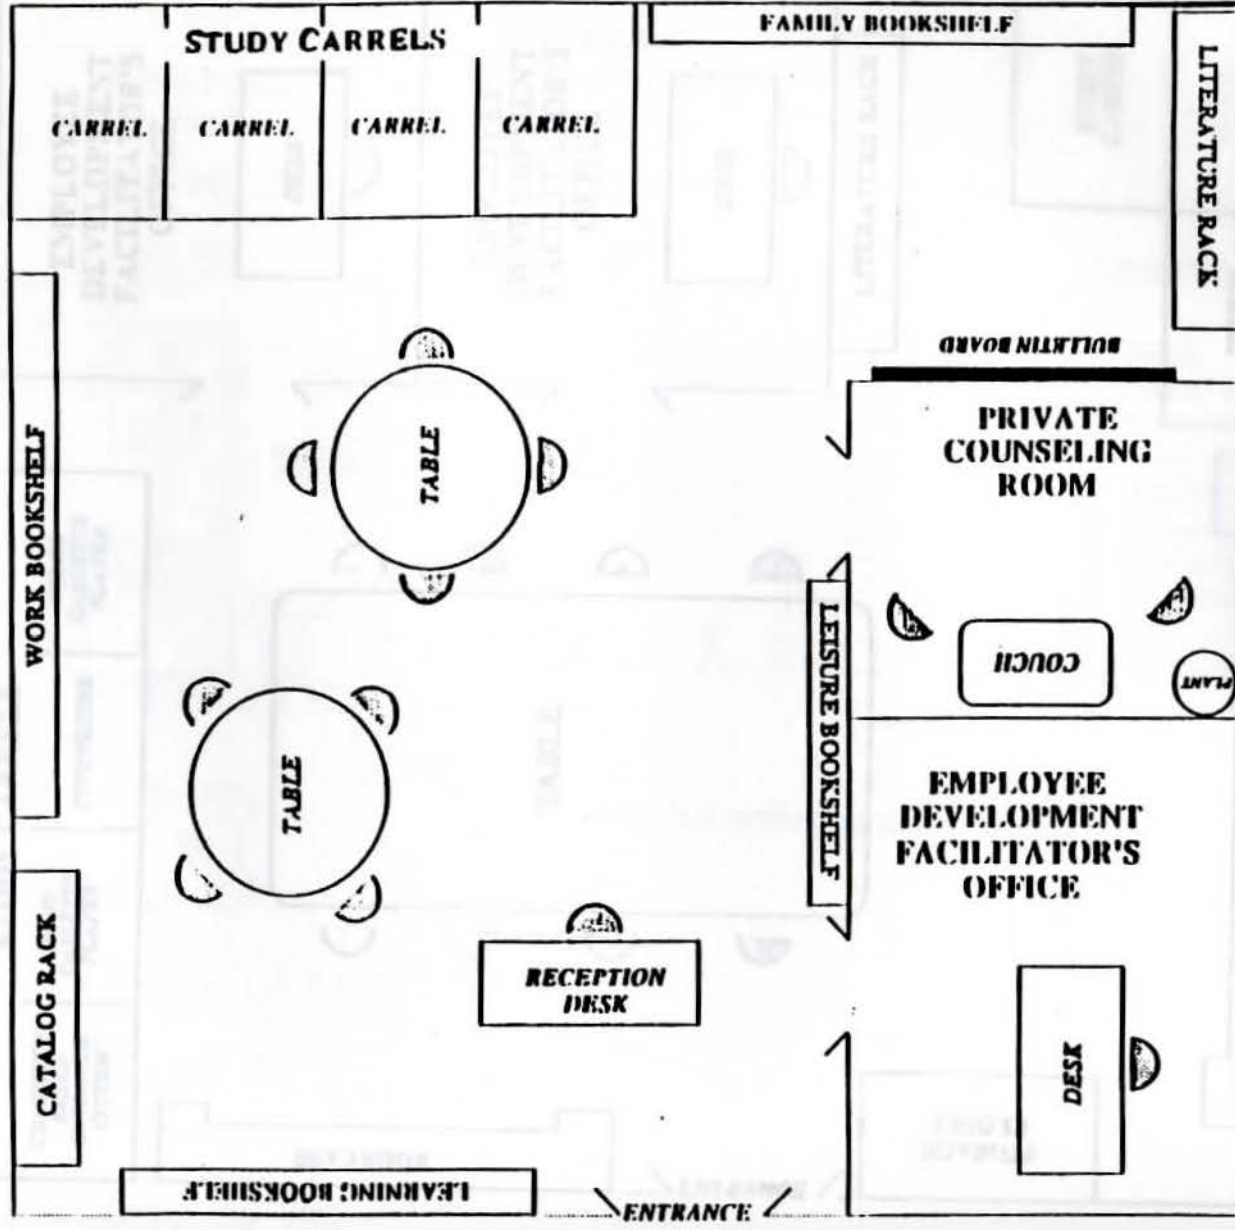 STUDY CARRELS
FAMILY BOOKSHELF
LITERATURE RACK
CARREL
CARREL
CARREL
CARREL
BULLETIN BOARD
PRIVATE
COUNSELING
ROOM
TABLE
WORK BOOKSHELF
LEISURE BOOKSHELF
COUCH
PLANT
TABLE
EMPLOYEE
DEVELOPMENT
FACILITATOR'S
OFFICE
CATALOG RACK
RECEPTION
DESK
DESK
LEARNING BOOKSHELF
ENTRANCE